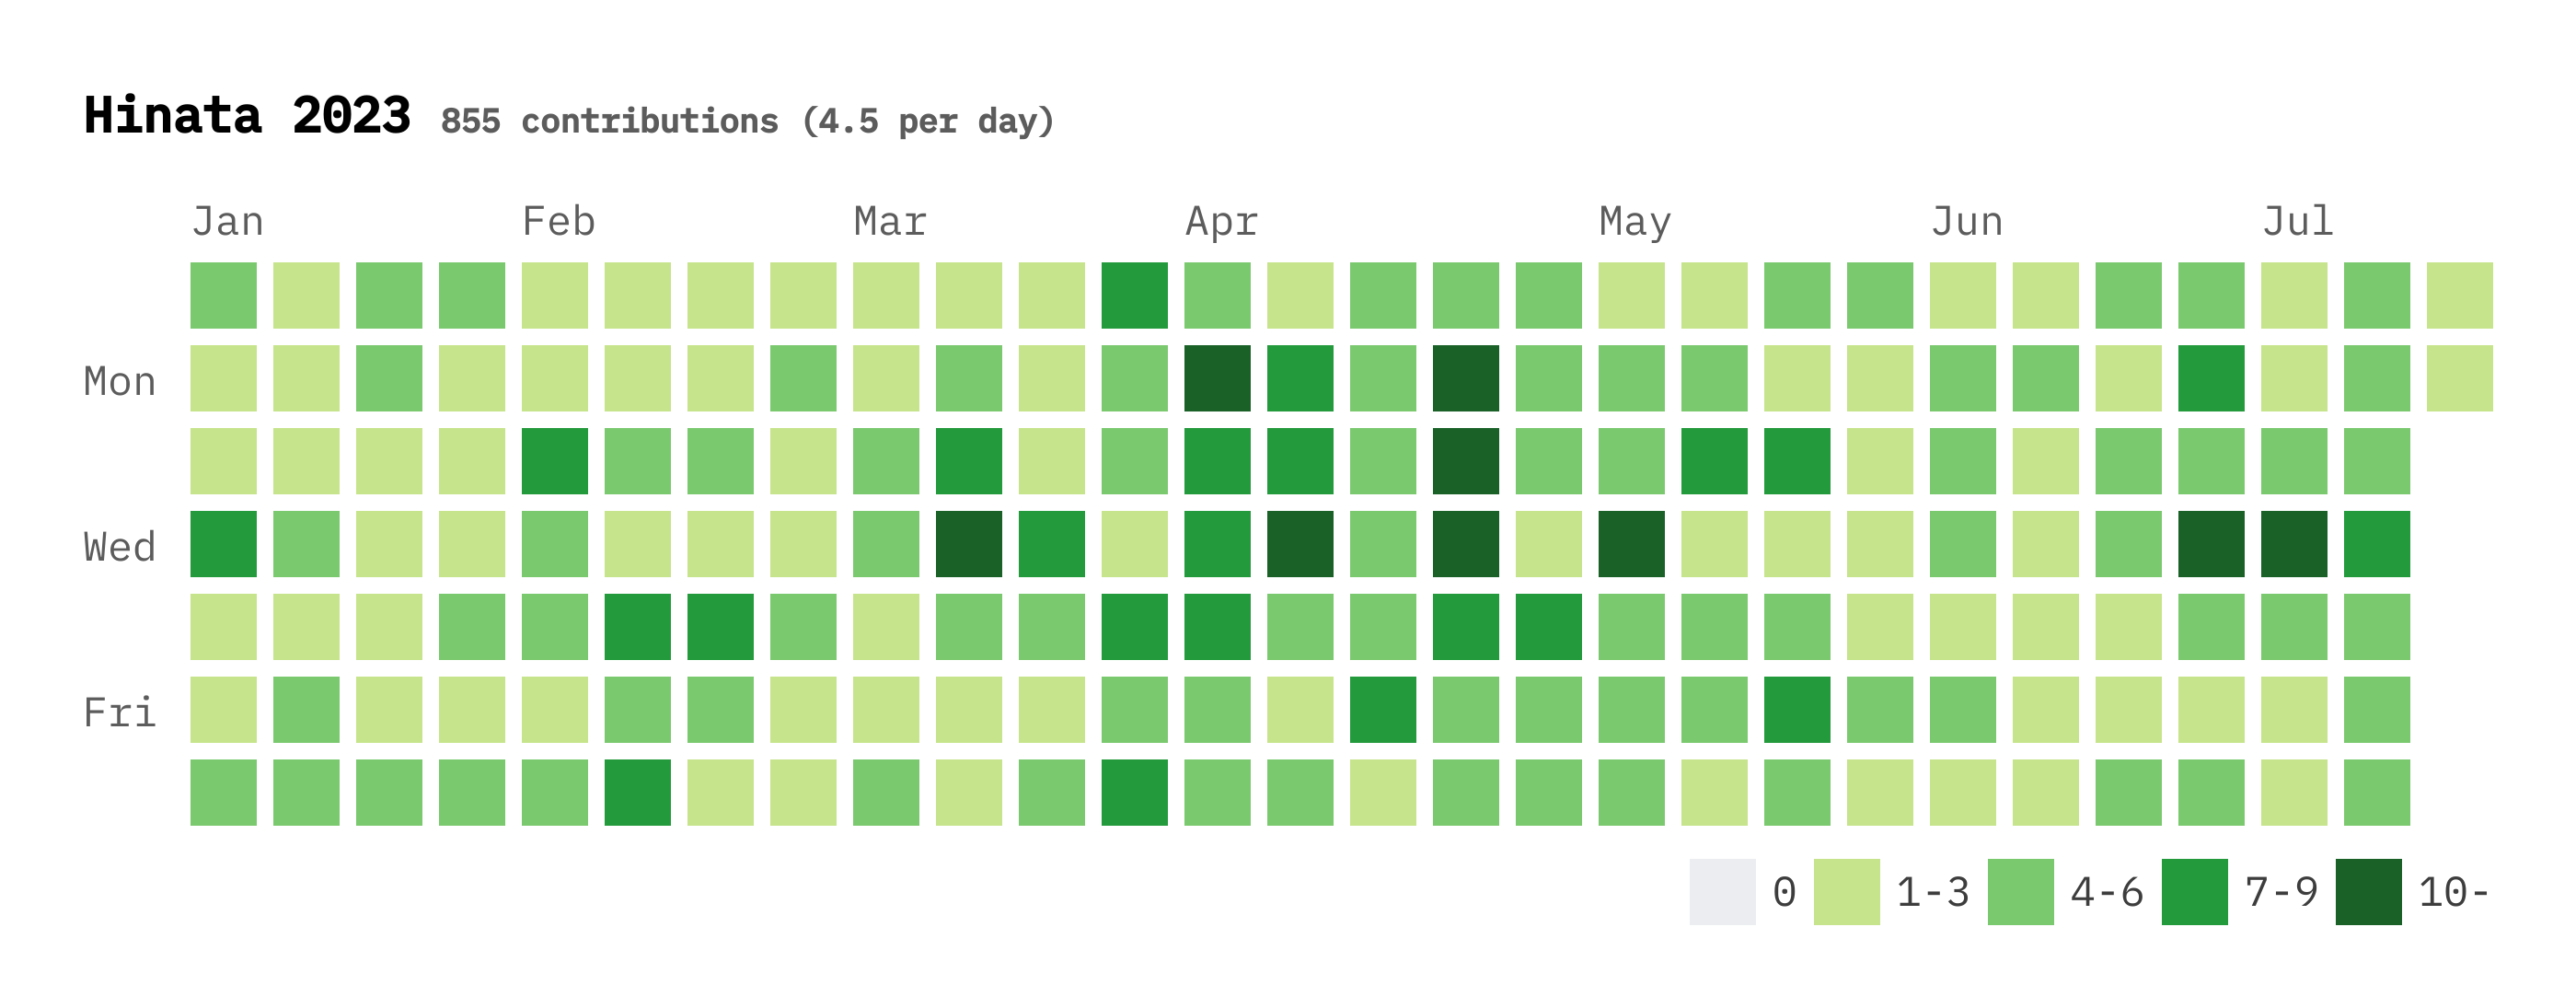 Hinata 2023 855 contributions (4.5 per day)
Jan Feb Mar Apr May Jun Jul
Mon
Wed
Fri
0 1-3 4-6 7-9 10-